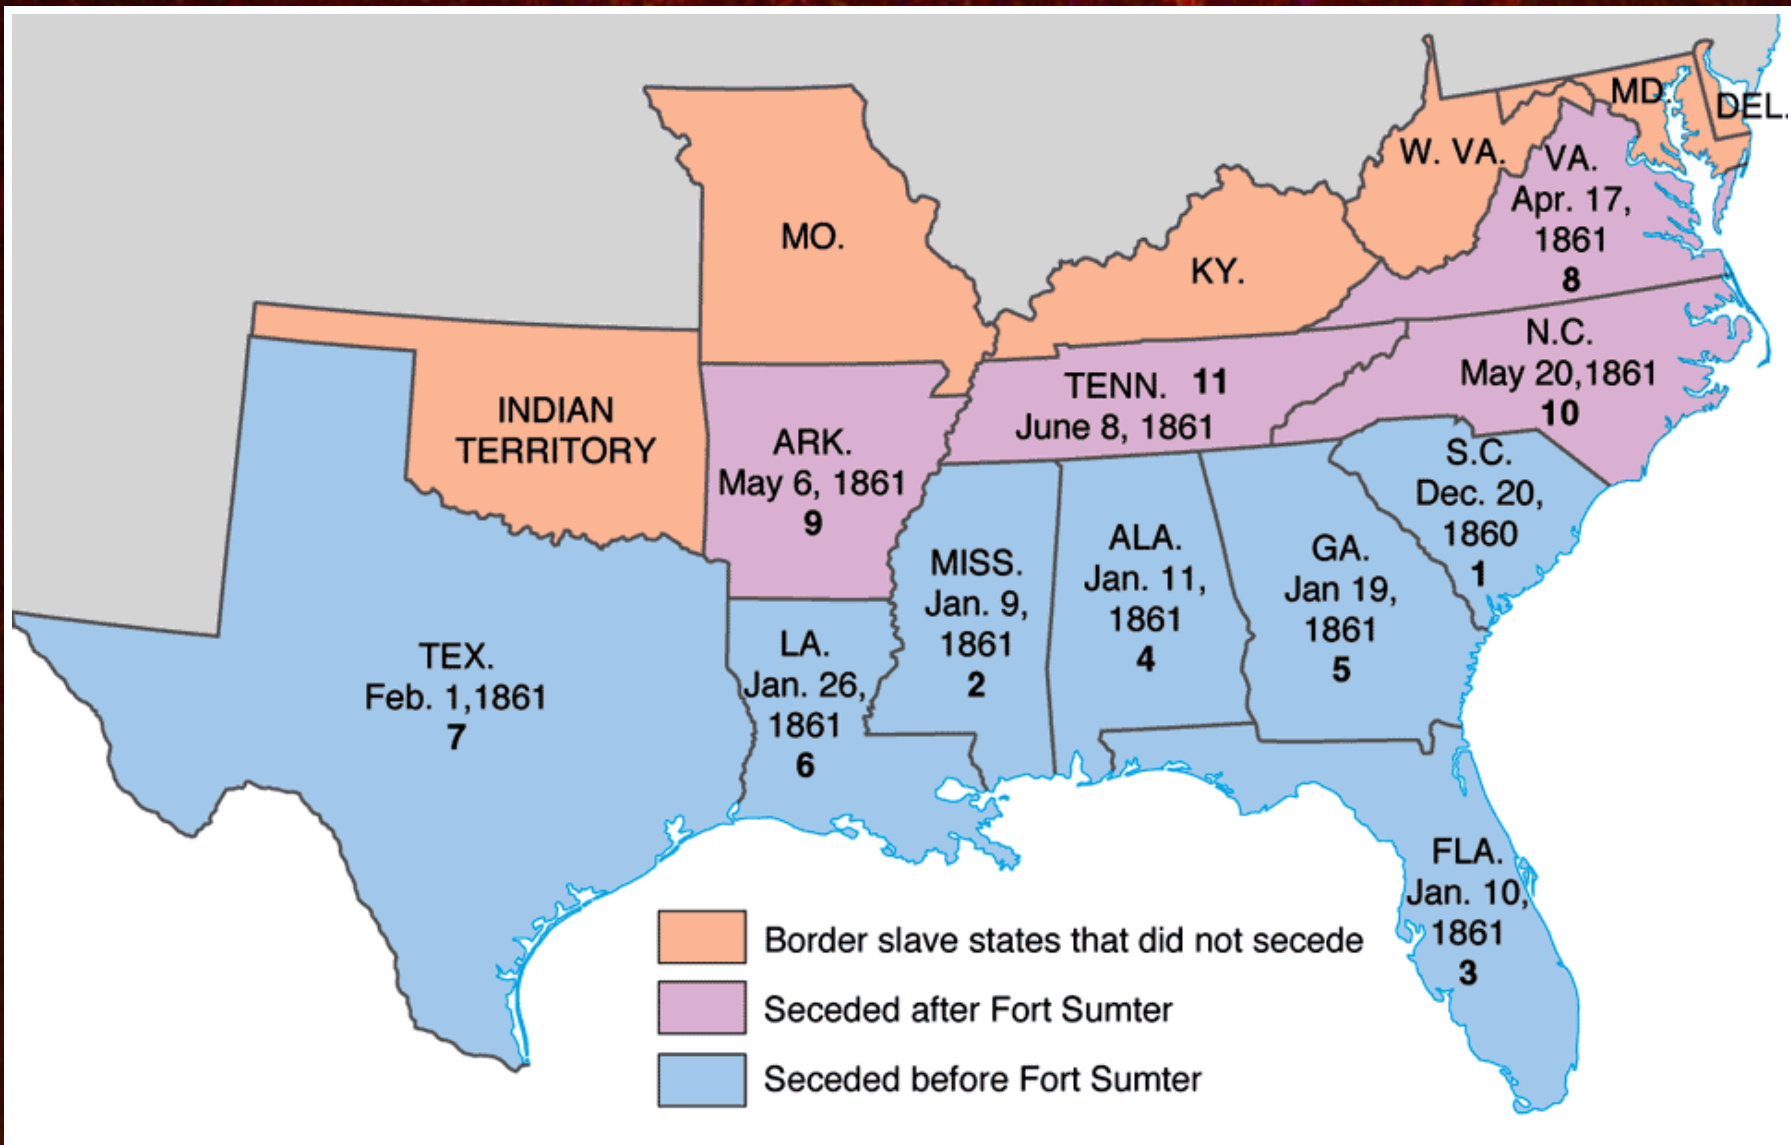 MO.
KY.
W. VA.
MD.
DEL.
VA.
Apr. 17,
1861
8
N.C.
May 20,1861
10
TENN. 11
June 8, 1861
INDIAN
TERRITORY
ARK.
May 6, 1861
9
S.C.
Dec. 20,
1860
1
TEX.
Feb. 1,1861
7
LA.
Jan. 26,
1861
6
MISS.
Jan. 9,
1861
2
ALA.
Jan. 11,
1861
4
GA.
Jan 19,
1861
5
FLA.
Jan. 10,
1861
3
Border slave states that did not secede
Seceded after Fort Sumter
Seceded before Fort Sumter